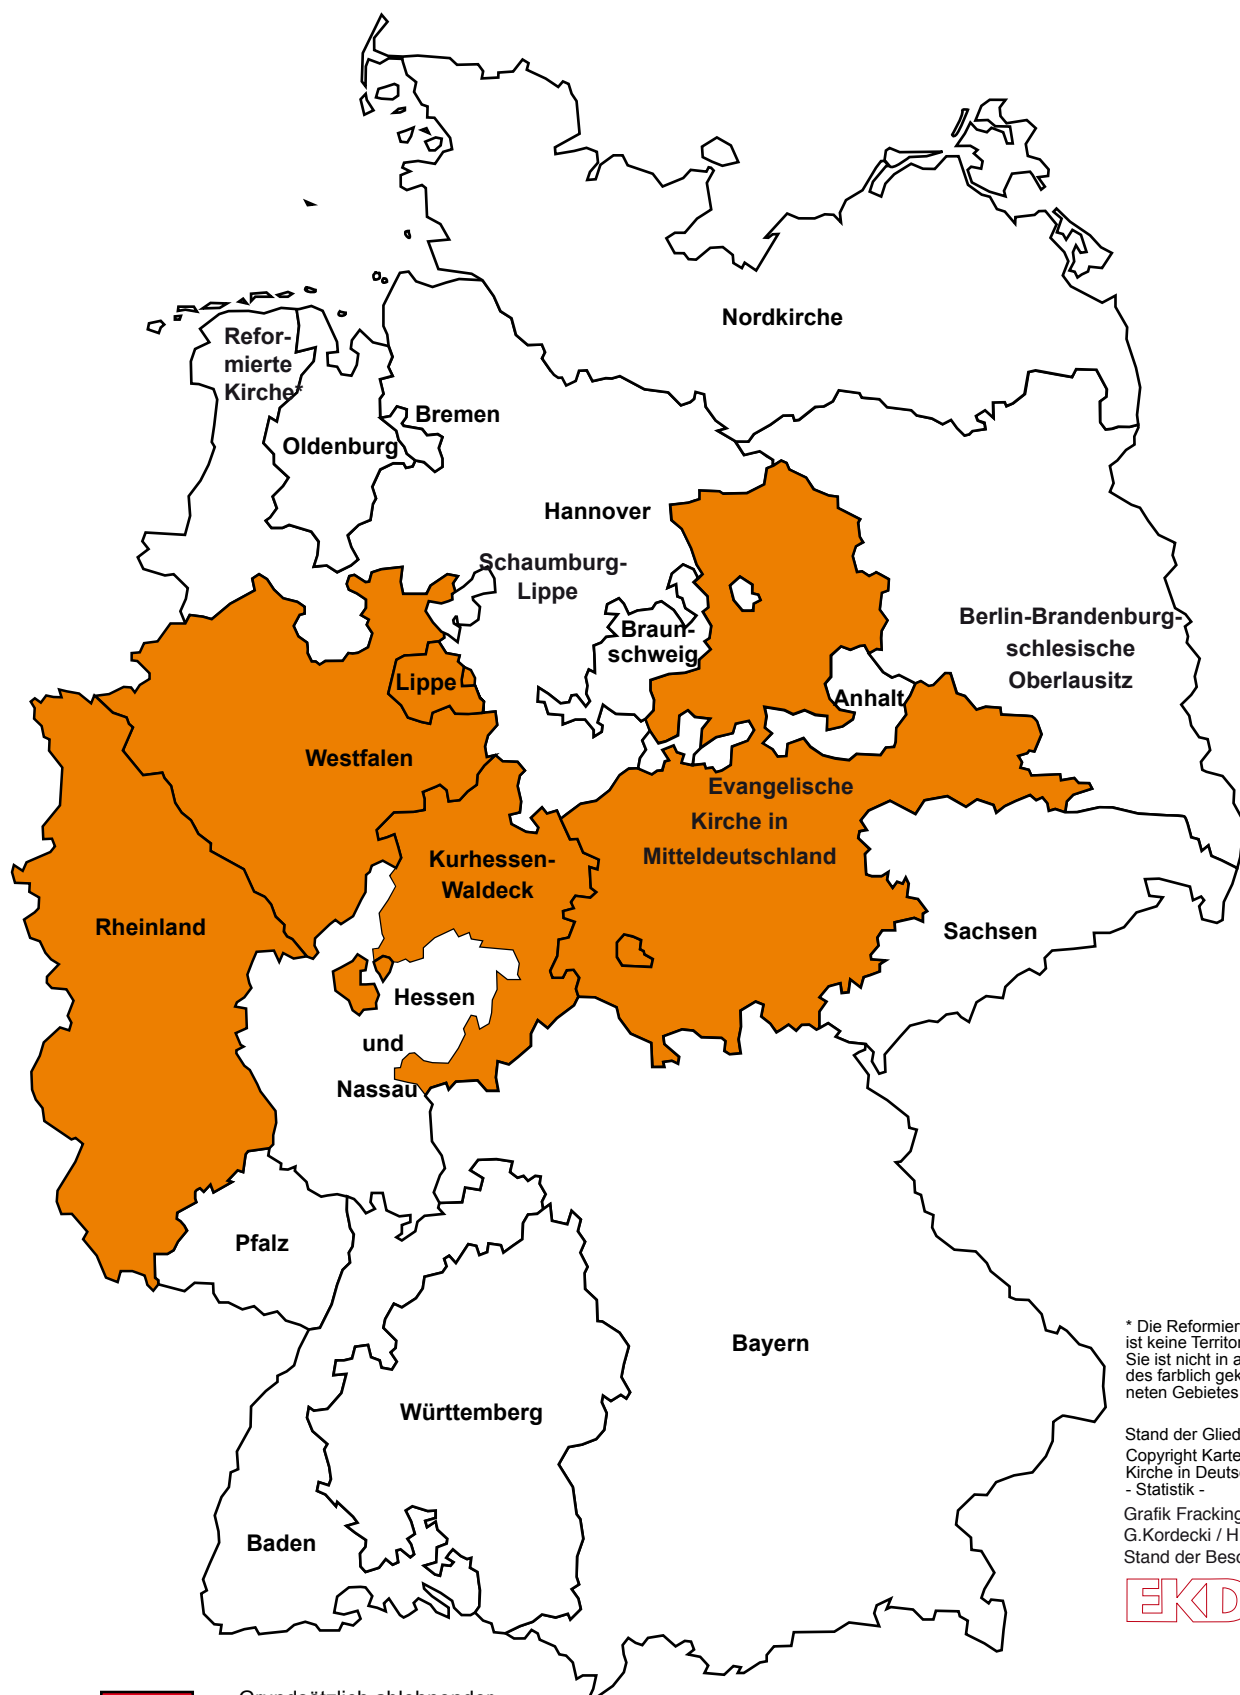 Nordkirche
Refor-
mierte
Kirche*
Bremen
Oldenburg
Hannover
Schaumburg-
Lippe
Braun-
schweig
Berlin-Brandenburg-
schlesische
Oberlausitz
Lippe
Anhalt
Westfalen
Evangelische
Kirche in
Mitteldeutschland
Kurhessen-
Waldeck
Rheinland
Sachsen
Hessen
und
Nassau
Pfalz
Bayern
Württemberg
Baden
* Die Reformier
ist keine Territor
Sie ist nicht in a
des farblich gek
neten Gebietes
Stand der Glied
Copyright Karte
Kirche in Deuts
- Statistik -
Grafik Fracking
G.Kordecki / H
Stand der Besc
EKD
Grundsätzlich ablehnender